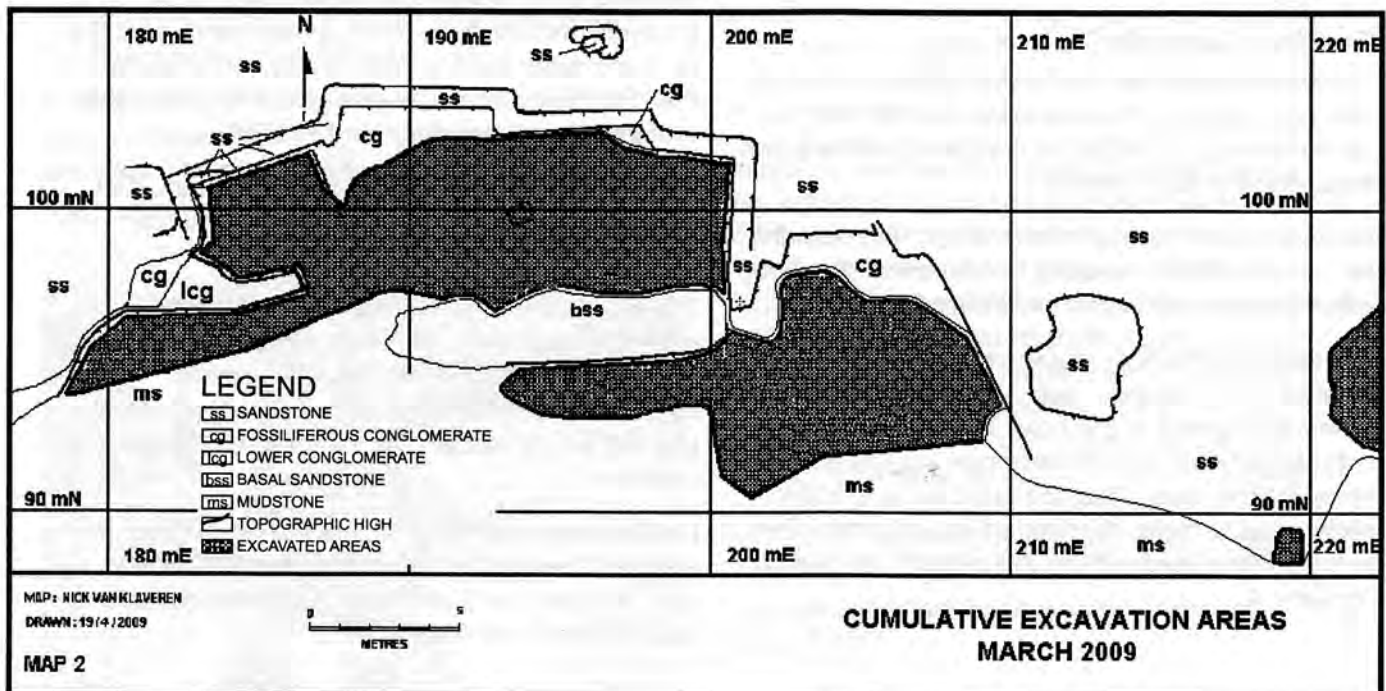 180 mE 190 mE 200 mE 210 mE 220 mE
N
ss
ss
ss
cg
ss
cg
ss
ss
100 mN 100 mN
ss
ss
cg
cg
lcg
ss
ss
bss
ss
ms
ss
ms
90 mN 90 mN
180 mE 200 mE 210 mE ms 220 mE
LEGEND
ss SANDSTONE
cg FOSSILIFEROUS CONGLOMERATE
lcg LOWER CONGLOMERATE
bss BASAL SANDSTONE
ms MUDSTONE
TOPOGRAPHIC HIGH
EXCAVATED AREAS
MAP: NICK VAN KLAVEREN
DRAWN: 19/4/2009
MAP 2
0 5
METRES
CUMULATIVE EXCAVATION AREAS
MARCH 2009